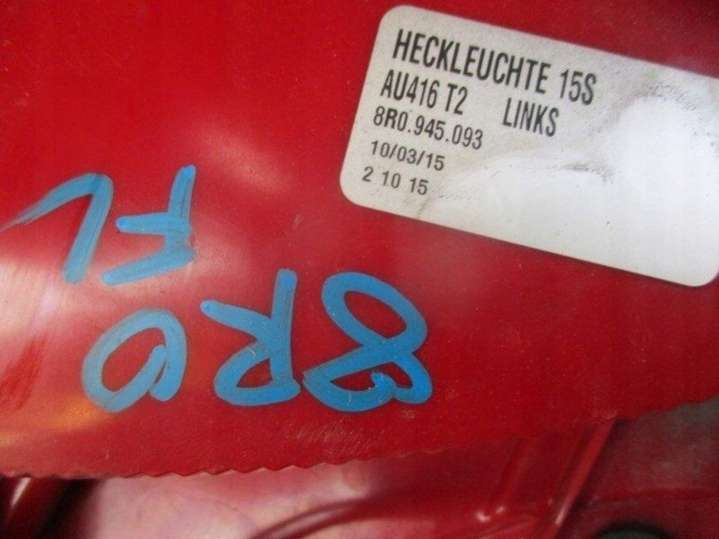 HECKLEUCHTE 15S
AU416 T2 LINKS
8R0.945.093
10/03/15
2 10 15
8R0
FL